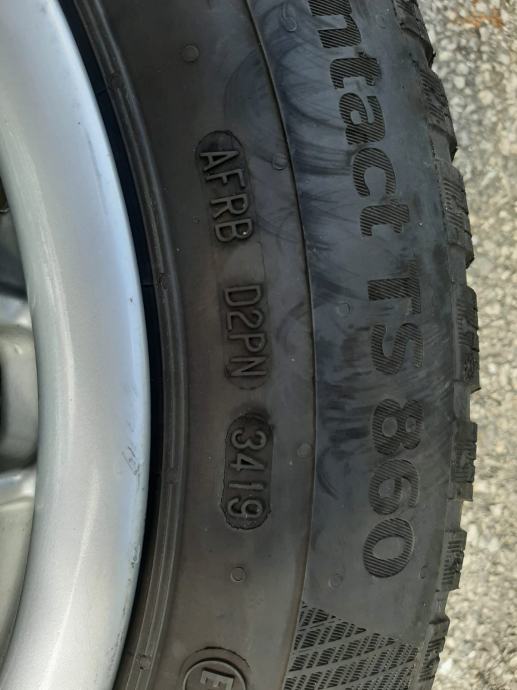 ntact TS 860
AFRB D2PN 3419
E